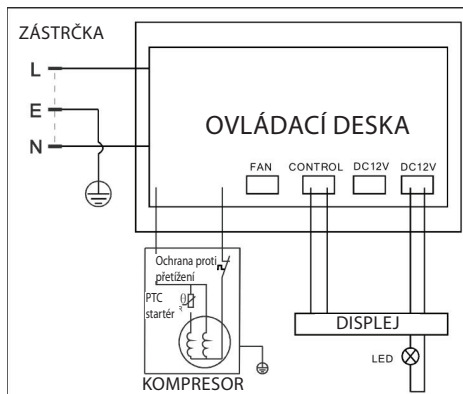 ZÁSTRČKA
L
E
N
OVLÁDACÍ DESKA
FAN CONTROL DC12V DC12V
Ochrana proti
přetížení
PTC
startér
θ
DISPLEJ
LED
KOMPRESOR